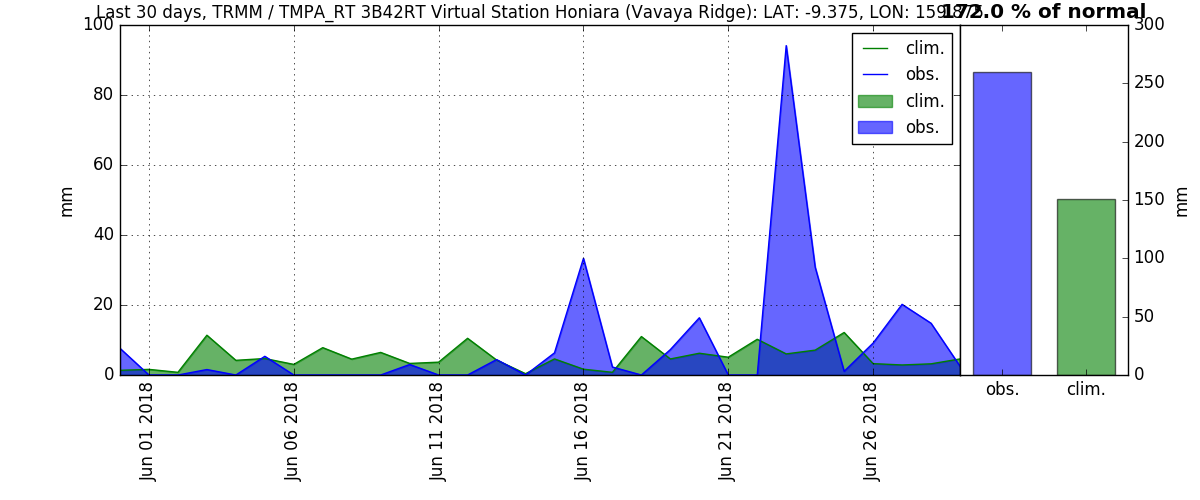 Last 30 days, TRMM / TMPA_RT 3B42RT Virtual Station Honiara (Vavaya Ridge): LAT: -9.375, LON: 159.875
172.0 % of normal
100
80
60
40
20
0
mm
clim.
obs.
clim.
obs.
300
250
200
150
100
50
0
mm
Jun 01 2018
Jun 06 2018
Jun 11 2018
Jun 16 2018
Jun 21 2018
Jun 26 2018
obs.
clim.